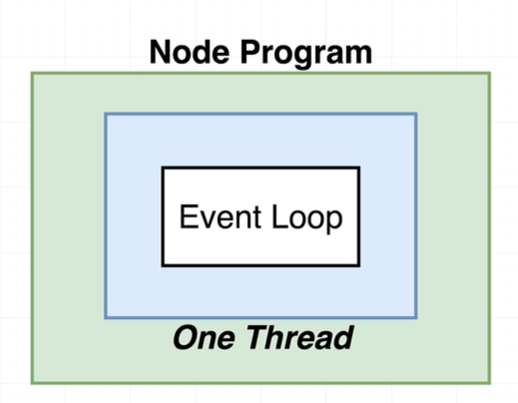 Node Program
Event Loop
One Thread